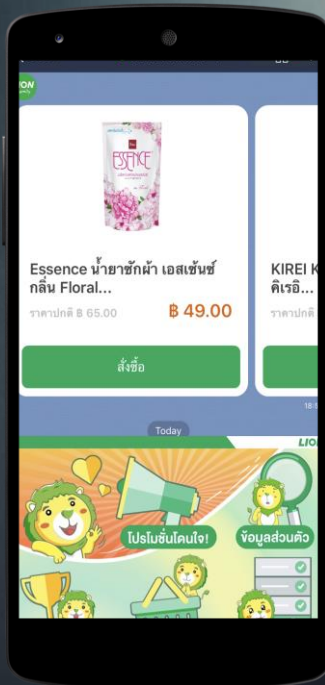 ESSENCE
Essence น้ำยาซักผ้า เอสเซ้นซ์
กลิ่น Floral...
ราคาปกติ ฿ 65.00
฿ 49.00
สั่งซื้อ
KIREI K
คิเรอิ...
ราคาปกติ
Today
LION
โปรโมชั่นโดนใจ!
ข้อมูลส่วนตัว